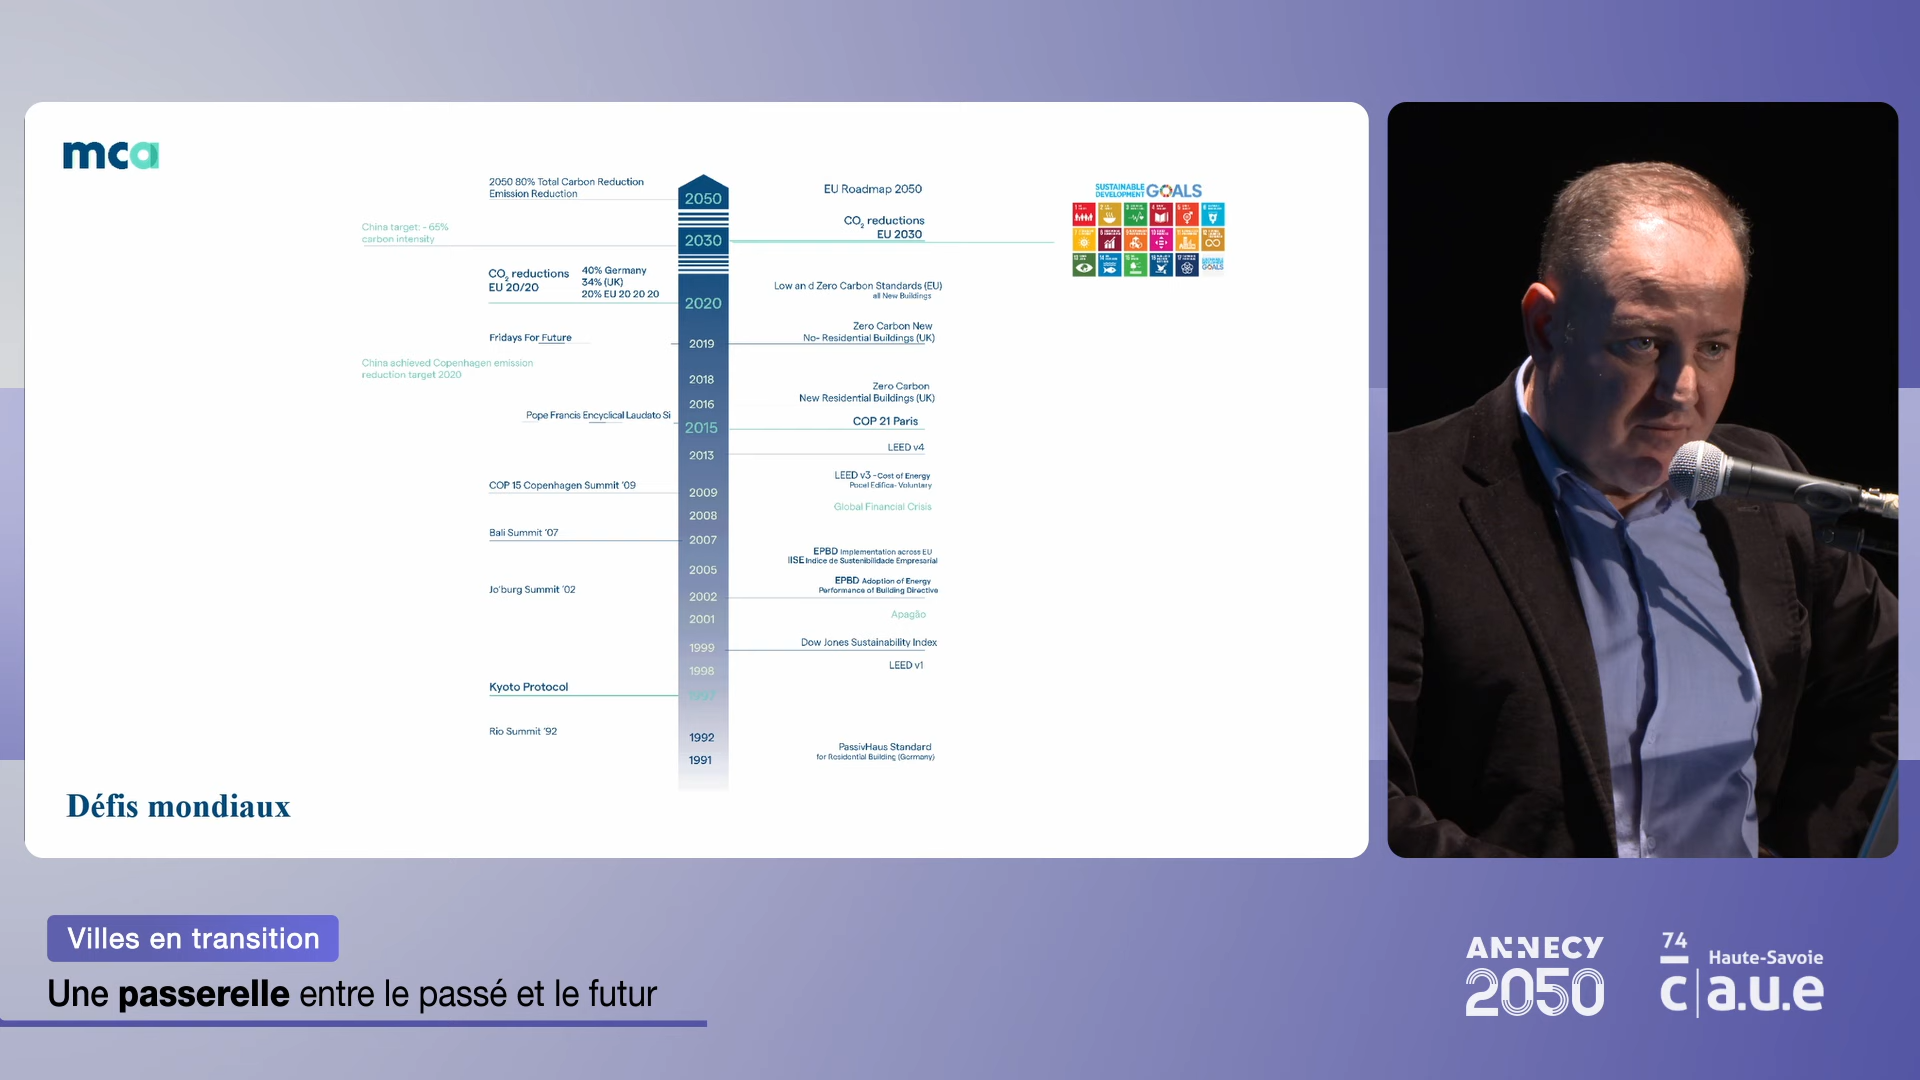 mca
2050 80% Total Carbon Reduction
Emission Reduction
2050
EU Roadmap 2050
SUSTAINABLE
DEVELOPMENT GOALS
China target: - 65%
carbon intensity
2030
CO2 reductions
EU 2030
CO2 reductions
EU 20/20
40% Germany
34% (UK)
20% EU 20 20 20
2020
Low an d Zero Carbon Standards (EU)
all New Buildings
Fridays For Future
2019
Zero Carbon New
No- Residential Buildings (UK)
China achieved Copenhagen emission
reduction target 2020
2018
2016
Zero Carbon
New Residential Buildings (UK)
Pope Francis Encyclical Laudato Si
2015
COP 21 Paris
2013
LEED v4
COP 15 Copenhagen Summit '09
2009
LEED v3 -Cost of Energy
Pocel Edifica- Voluntary
2008
Global Financial Crisis
Bali Summit '07
2007
2005
EPBD Implementation across EU
IISE Indice de Sustenibilidade Empresarial
Jo'burg Summit '02
2002
EPBD Adoption of Energy
Performance of Building Directive
2001
Apagão
1999
Dow Jones Sustainability Index
1998
LEED v1
Kyoto Protocol
1997
Rio Summit '92
1992
1991
PassivHaus Standard
for Residential Building (Germany)
Défis mondiaux
Villes en transition
Une passerelle entre le passé et le futur
ANNECY
2050
74
Haute-Savoie
c|a.u.e